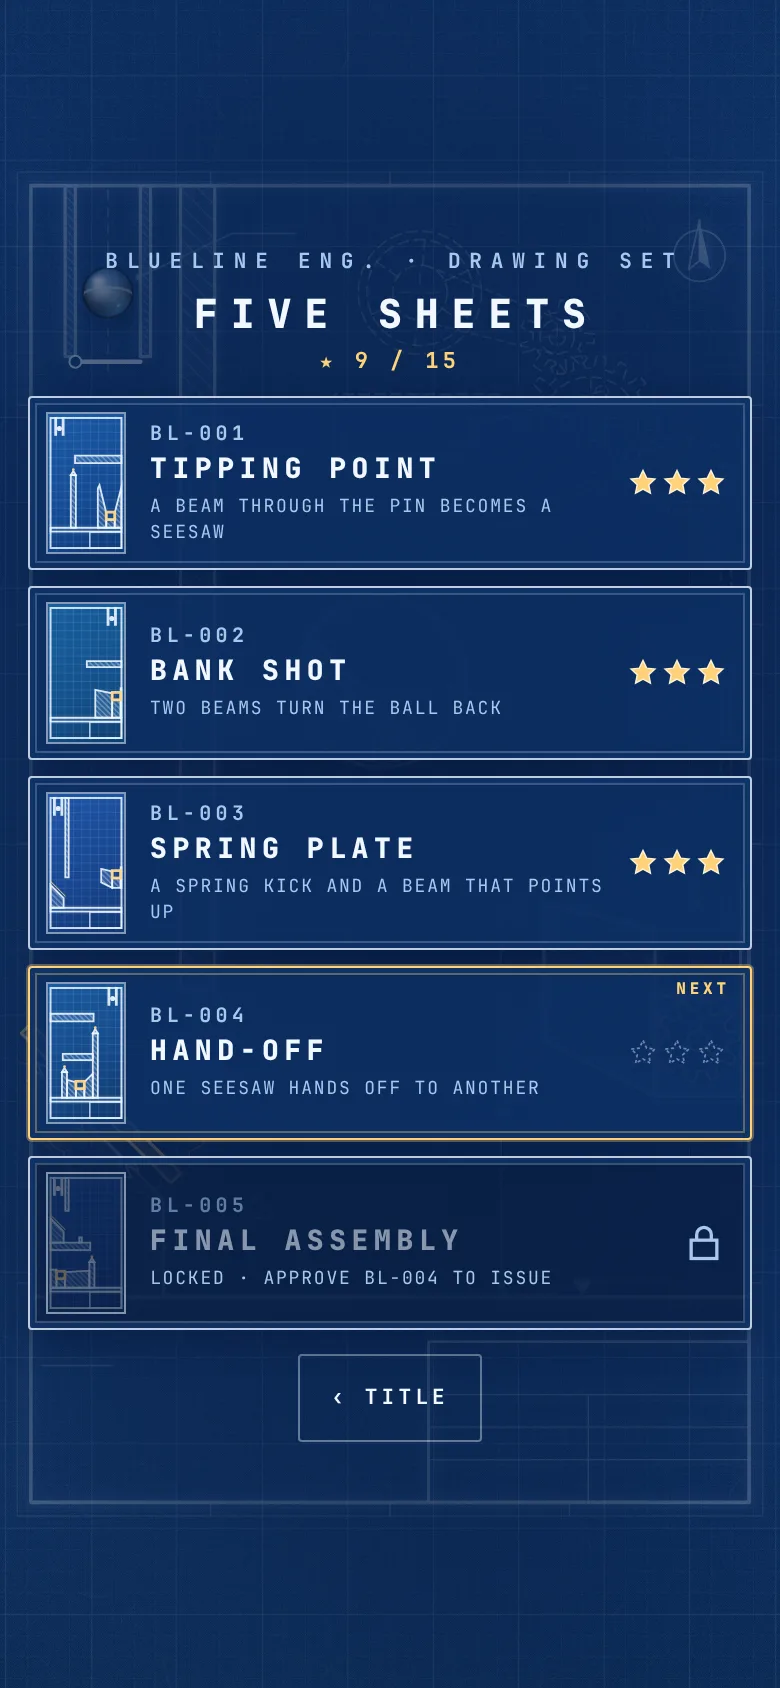 BLUELINE ENG. · DRAWING SET
FIVE SHEETS
★ 9 / 15
BL-001
TIPPING POINT
A BEAM THROUGH THE PIN BECOMES A
SEESAW
BL-002
BANK SHOT
TWO BEAMS TURN THE BALL BACK
BL-003
SPRING PLATE
A SPRING KICK AND A BEAM THAT POINTS
UP
NEXT
BL-004
HAND-OFF
ONE SEESAW HANDS OFF TO ANOTHER
BL-005
FINAL ASSEMBLY
LOCKED · APPROVE BL-004 TO ISSUE
‹ TITLE